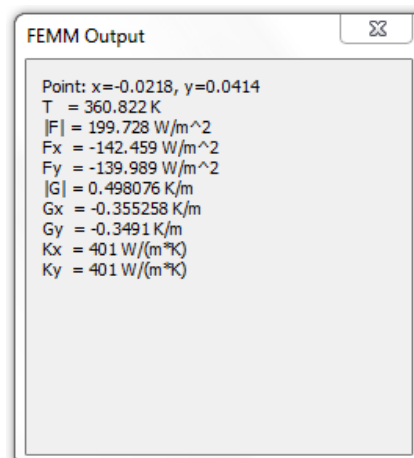 FEMM Output
Point: x=-0.0218, y=0.0414
T = 360.822 K
|F| = 199.728 W/m^2
Fx = -142.459 W/m^2
Fy = -139.989 W/m^2
|G| = 0.498076 K/m
Gx = -0.355258 K/m
Gy = -0.3491 K/m
Kx = 401 W/(m*K)
Ky = 401 W/(m*K)